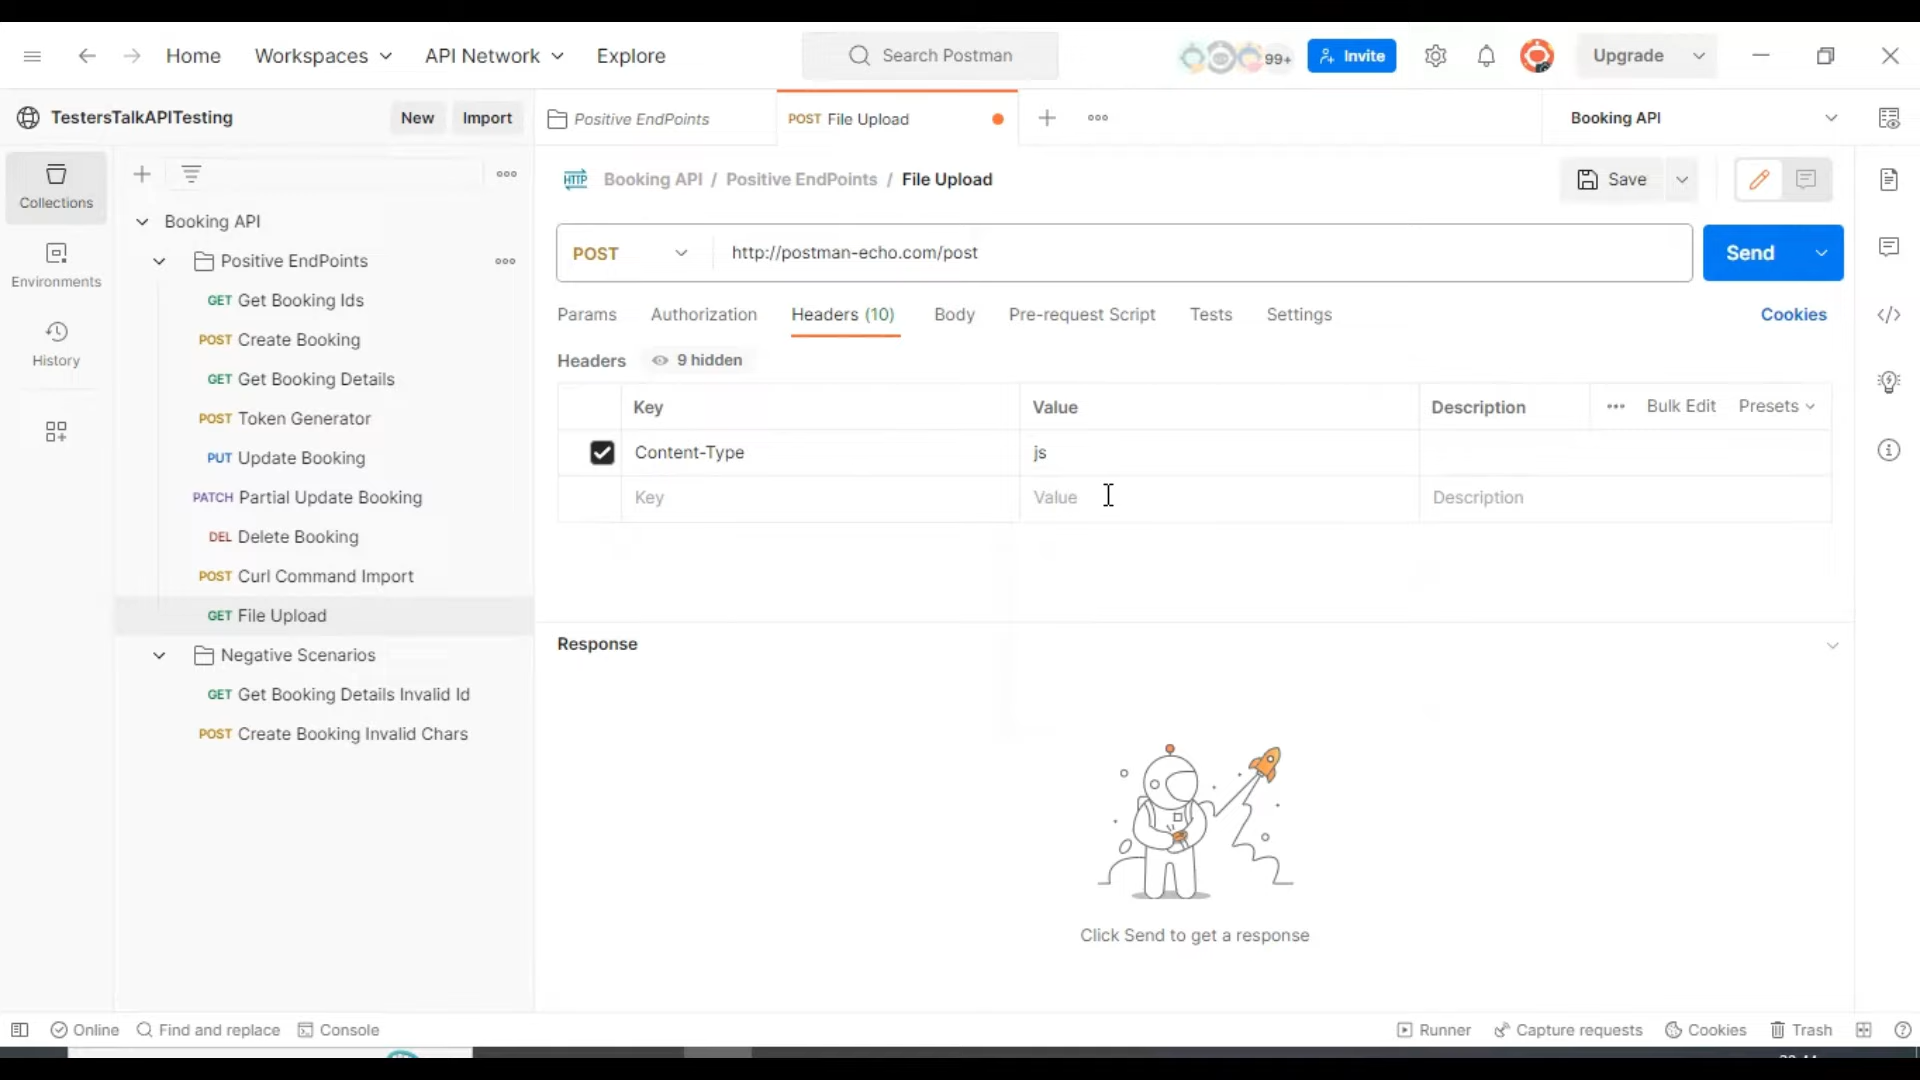 Home
Workspaces
API Network
Explore
Search Postman
99+
Invite
Upgrade
TestersTalkAPITesting
New
Import
Positive EndPoints
POST File Upload
Booking API
Collections
Environments
History
Booking API
Positive EndPoints
GET Get Booking Ids
POST Create Booking
GET Get Booking Details
POST Token Generator
PUT Update Booking
PATCH Partial Update Booking
DEL Delete Booking
POST Curl Command Import
GET File Upload
Negative Scenarios
GET Get Booking Details Invalid Id
POST Create Booking Invalid Chars
HTTP Booking API / Positive EndPoints / File Upload
Save
POST
http://postman-echo.com/post
Send
Params
Authorization
Headers (10)
Body
Pre-request Script
Tests
Settings
Cookies
Headers
9 hidden
Key
Value
Description
Bulk Edit
Presets
Content-Type
js
Key
Value
Description
Response
Click Send to get a response
Online
Find and replace
Console
Runner
Capture requests
Cookies
Trash